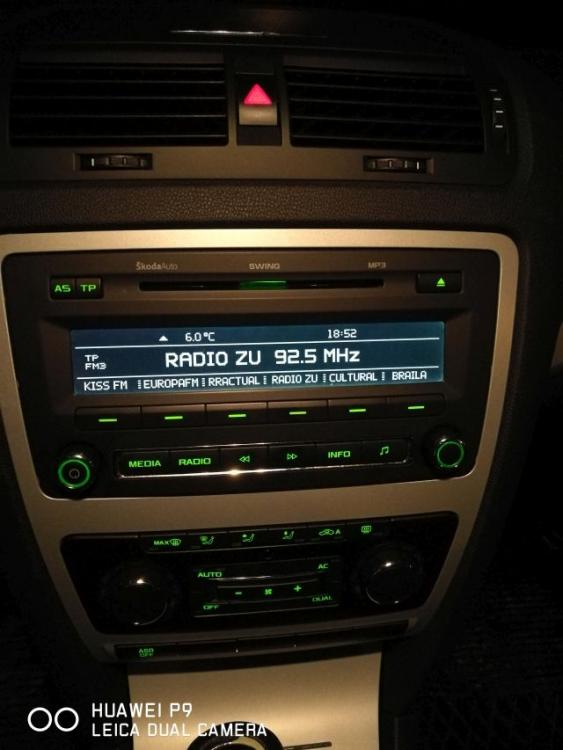 ŠkodaAuto SWING MP3
AS TP
6.0°C 18:52
TP
FM3
RADIO ZU 92.5 MHz
KISS FM EUROPAFM RRACTUAL RADIO ZU CULTURAL BRAILA
MEDIA RADIO INFO
MAX A
AUTO AC
OFF DUAL
ASR
OFF
HUAWEI P9
LEICA DUAL CAMERA